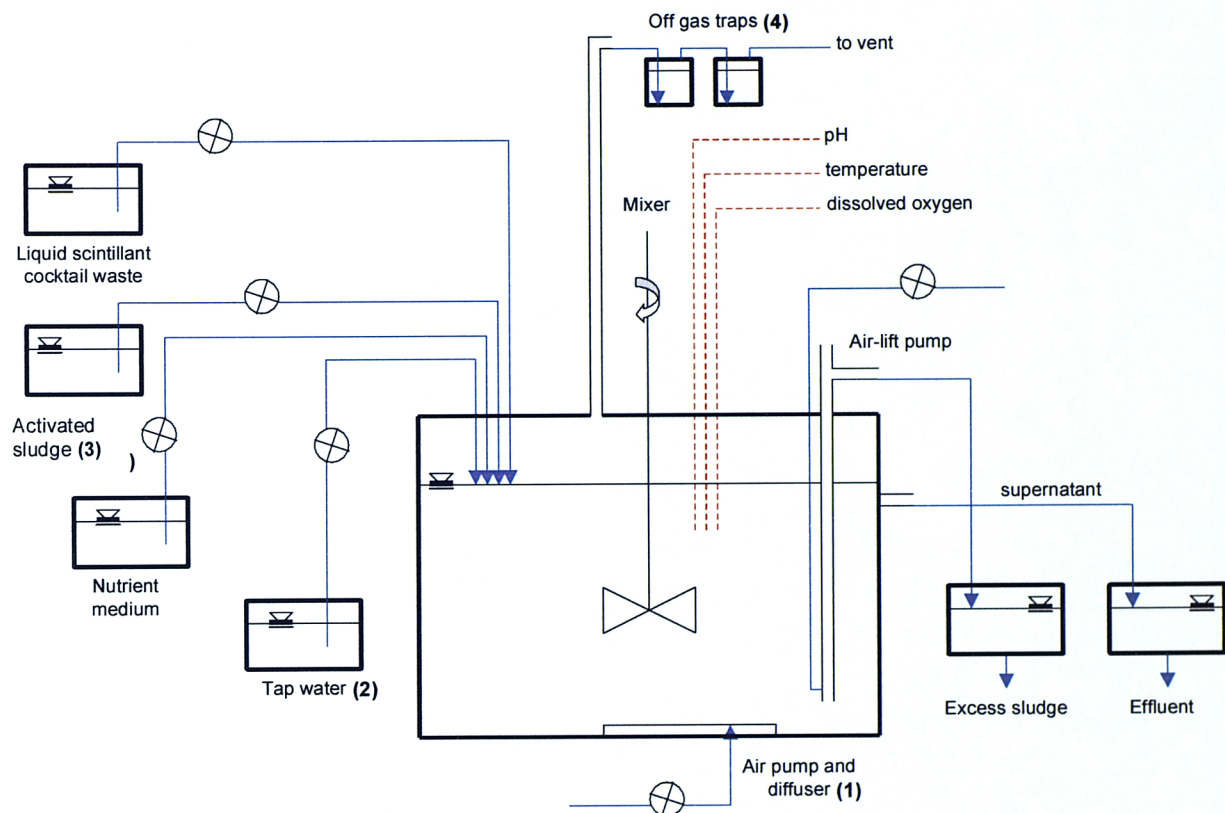 Off gas traps (4)
to vent
pH
temperature
dissolved oxygen
Mixer
Liquid scintillant
cocktail waste
Air-lift pump
Activated
sludge (3)
)
supernatant
Nutrient
medium
Tap water (2)
Excess sludge
Effluent
Air pump and
diffuser (1)